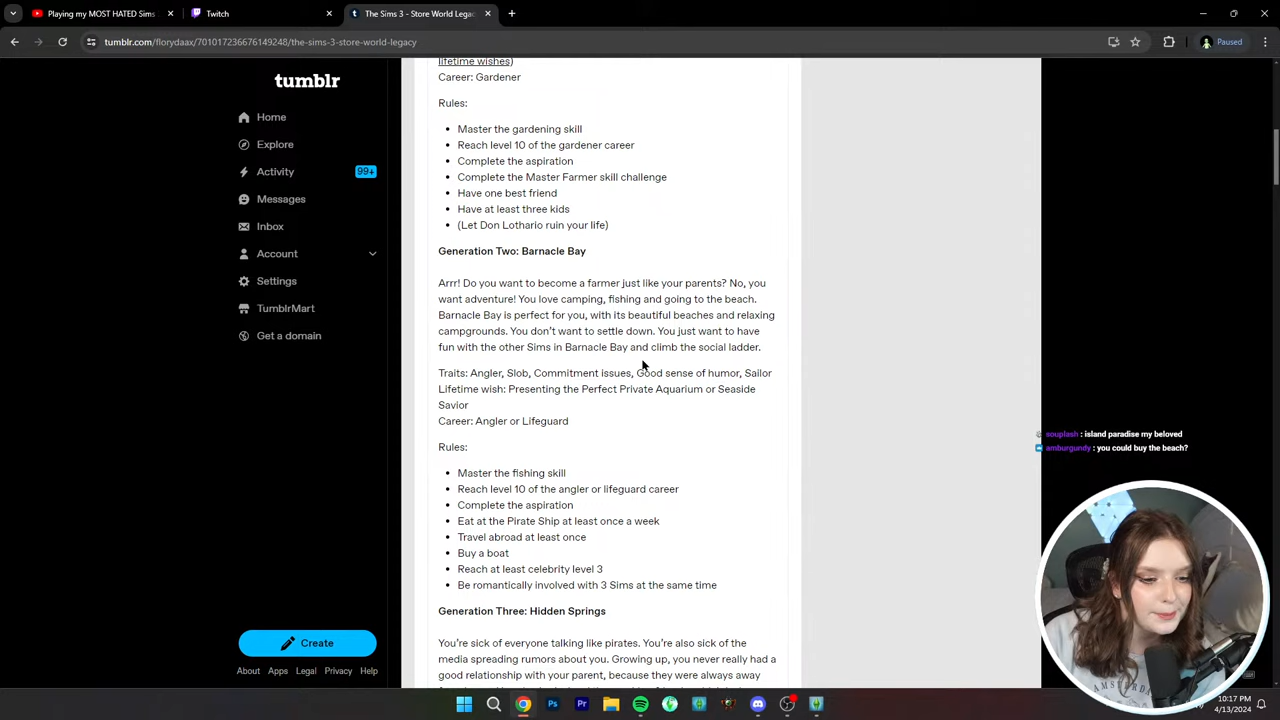 Playing my MOST HATED Sims
Twitch
The Sims 3 - Store World Legac
tumblr.com/florydaax/701017236676149248/the-sims-3-store-world-legacy
Paused
tumblr
Home
Explore
Activity
99+
Messages
Inbox
Account
Settings
TumblrMart
Get a domain
Create
About Apps Legal Privacy Help
lifetime wishes)
Career: Gardener
Rules:
• Master the gardening skill
• Reach level 10 of the gardener career
• Complete the aspiration
• Complete the Master Farmer skill challenge
• Have one best friend
• Have at least three kids
• (Let Don Lothario ruin your life)
Generation Two: Barnacle Bay
Arrr! Do you want to become a farmer just like your parents? No, you
want adventure! You love camping, fishing and going to the beach.
Barnacle Bay is perfect for you, with its beautiful beaches and relaxing
campgrounds. You don't want to settle down. You just want to have
fun with the other Sims in Barnacle Bay and climb the social ladder.
Traits: Angler, Slob, Commitment issues, Good sense of humor, Sailor
Lifetime wish: Presenting the Perfect Private Aquarium or Seaside
Savior
Career: Angler or Lifeguard
Rules:
• Master the fishing skill
• Reach level 10 of the angler or lifeguard career
• Complete the aspiration
• Eat at the Pirate Ship at least once a week
• Travel abroad at least once
• Buy a boat
• Reach at least celebrity level 3
• Be romantically involved with 3 Sims at the same time
Generation Three: Hidden Springs
You're sick of everyone talking like pirates. You're also sick of the
media spreading rumors about you. Growing up, you never really had a
good relationship with your parent, because they were always away
souplash : island paradise my beloved
amburgundy : you could buy the beach?
10:17 PM
4/13/2024